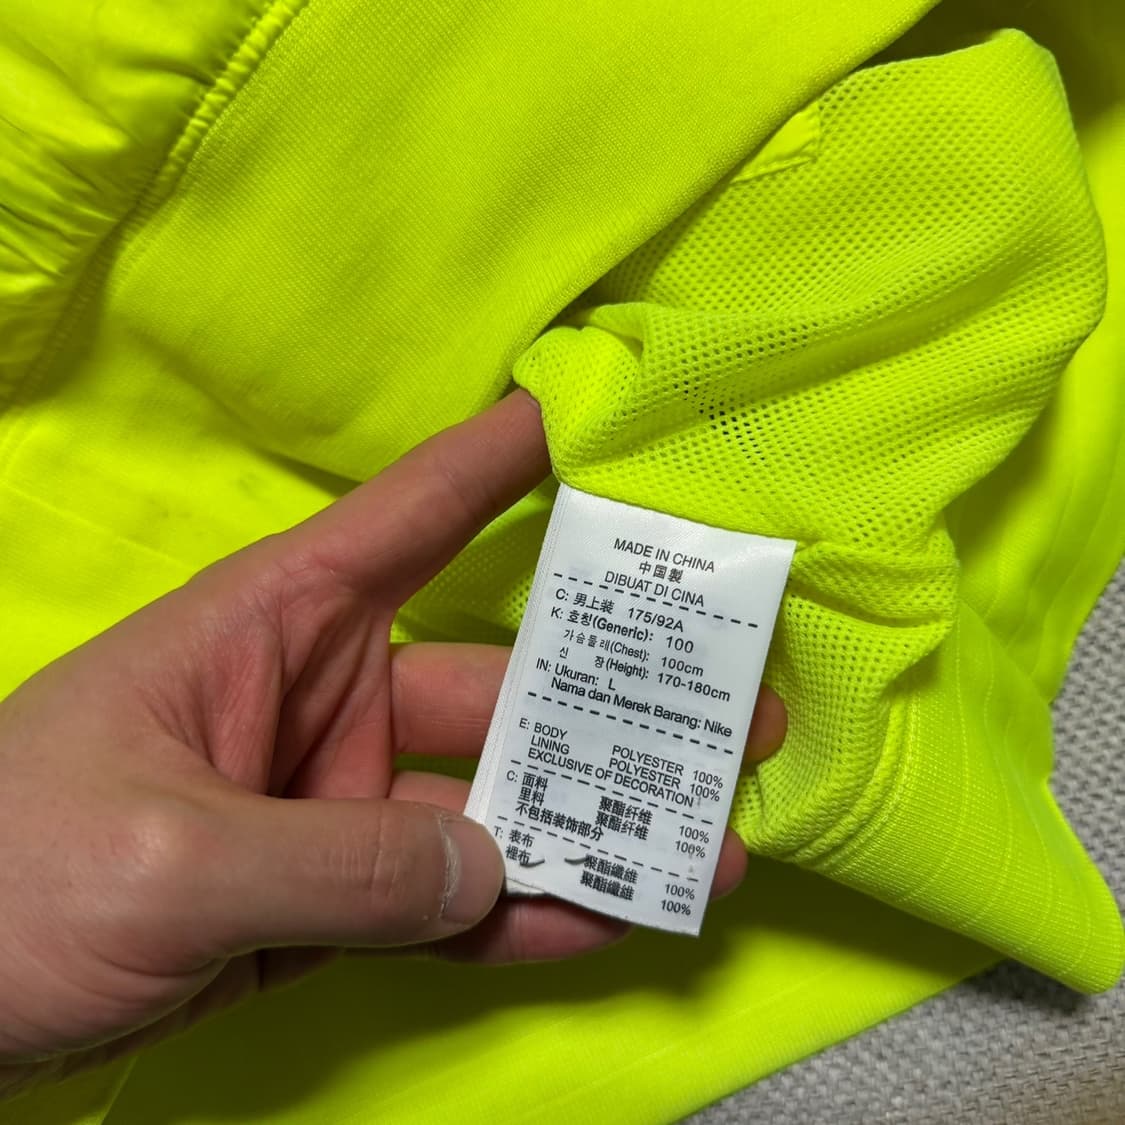 MADE IN CHINA
中国製
DIBUAT DI CINA
C: 男上装 175/92A
K: 호칭(Generic): 100
가슴둘레(Chest): 100cm
신 장(Height): 170-180cm
IN: Ukuran: L
Nama dan Merek Barang: Nike
E: BODY POLYESTER 100%
LINING POLYESTER 100%
EXCLUSIVE OF DECORATION
C: 面料 聚酯纤维 100%
里料 聚酯纤维 100%
不包括装饰部分
T: 表布 聚酯纖維 100%
裡布 聚酯纖維 100%